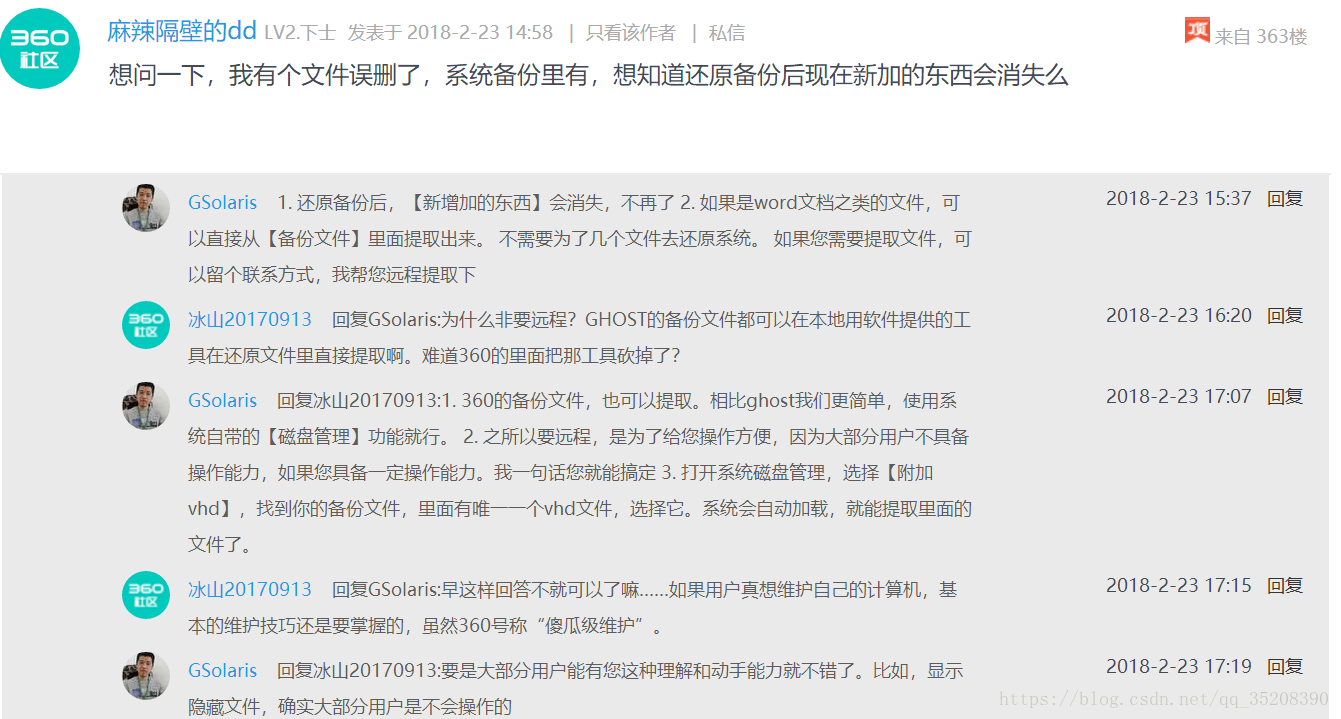 360
社区
麻辣隔壁的dd LV2.下士 发表于 2018-2-23 14:58 | 只看该作者 | 私信
顶 来自 363楼
想问一下，我有个文件误删了，系统备份里有，想知道还原备份后现在新加的东西会消失么
GSolaris 1. 还原备份后，【新增加的东西】会消失，不再了 2. 如果是word文档之类的文件，可
2018-2-23 15:37 回复
以直接从【备份文件】里面提取出来。 不需要为了几个文件去还原系统。 如果您需要提取文件，可
以留个联系方式，我帮您远程提取下
360
社区
冰山20170913 回复GSolaris:为什么非要远程？GHOST的备份文件都可以在本地用软件提供的工
2018-2-23 16:20 回复
具在还原文件里直接提取啊。难道360的里面把那工具砍掉了？
GSolaris 回复冰山20170913:1. 360的备份文件，也可以提取。相比ghost我们更简单，使用系
2018-2-23 17:07 回复
统自带的【磁盘管理】功能就行。 2. 之所以要远程，是为了给您操作方便，因为大部分用户不具备
操作能力，如果您具备一定操作能力。我一句话您就能搞定 3. 打开系统磁盘管理，选择【附加
vhd】，找到你的备份文件，里面有唯一一个vhd文件，选择它。系统会自动加载，就能提取里面的
文件了。
360
社区
冰山20170913 回复GSolaris:早这样回答不就可以了嘛......如果用户真想维护自己的计算机，基
2018-2-23 17:15 回复
本的维护技巧还是要掌握的，虽然360号称“傻瓜级维护”。
GSolaris 回复冰山20170913:要是大部分用户能有您这种理解和动手能力就不错了。比如，显示
2018-2-23 17:19 回复
隐藏文件，确实大部分用户是不会操作的
https://blog.csdn.net/qq_35208390